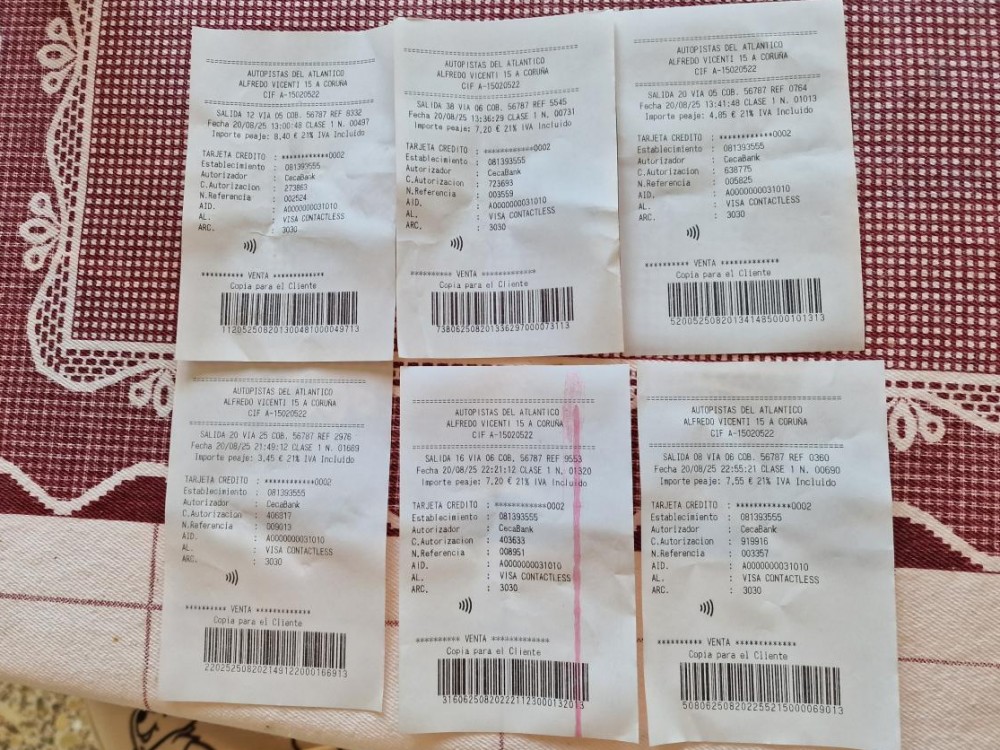 ==========================================
AUTOPISTAS DEL ATLANTICO
ALFREDO VICENTI 15 A CORUÑA
CIF A-15020522
==========================================
SALIDA 12 VIA 05 COB. 56787 REF 8332
Fecha 20/08/25 13:00:48 CLASE 1 N. 00497
Importe peaje: 8,40 € 21% IVA Incluido
TARJETA CREDITO : ************0002
Establecimiento : 081393555
Autorizador : CecaBank
C.Autorizacion : 273863
N.Referencia : 002524
AID. : A0000000031010
AL. : VISA CONTACTLESS
ARC. : 3030
********** VENTA ************
Copia para el Cliente
112052508201300481000049713
==========================================
AUTOPISTAS DEL ATLANTICO
ALFREDO VICENTI 15 A CORUÑA
CIF A-15020522
==========================================
SALIDA 38 VIA 06 COB. 56787 REF 5545
Fecha 20/08/25 13:36:29 CLASE 1 N. 00731
Importe peaje: 7,20 € 21% IVA Incluido
TARJETA CREDITO : ************0002
Establecimiento : 081393555
Autorizador : CecaBank
C.Autorizacion : 723693
N.Referencia : 003559
AID. : A0000000031010
AL. : VISA CONTACTLESS
ARC. : 3030
********** VENTA ************
Copia para el Cliente
738062508201336297000073113
==========================================
AUTOPISTAS DEL ATLANTICO
ALFREDO VICENTI 15 A CORUÑA
CIF A-15020522
==========================================
SALIDA 20 VIA 05 COB. 56787 REF 0764
Fecha 20/08/25 13:41:48 CLASE 1 N. 01013
Importe peaje: 4,85 € 21% IVA Incluido
TARJETA CREDITO : ************0002
Establecimiento : 081393555
Autorizador : CecaBank
C.Autorizacion : 638775
N.Referencia : 005825
AID. : A0000000031010
AL. : VISA CONTACTLESS
ARC. : 3030
********** VENTA ************
Copia para el Cliente
520052508201341485000101313
==========================================
AUTOPISTAS DEL ATLANTICO
ALFREDO VICENTI 15 A CORUÑA
CIF A-15020522
==========================================
SALIDA 20 VIA 25 COB. 56787 REF 2976
Fecha 20/08/25 21:49:12 CLASE 1 N. 01669
Importe peaje: 3,45 € 21% IVA Incluido
TARJETA CREDITO : ************0002
Establecimiento : 081393555
Autorizador : CecaBank
C.Autorizacion : 406317
N.Referencia : 009013
AID. : A0000000031010
AL. : VISA CONTACTLESS
ARC. : 3030
********** VENTA ************
Copia para el Cliente
220252508202149122000166913
==========================================
AUTOPISTAS DEL ATLANTICO
ALFREDO VICENTI 15 A CORUÑA
CIF A-15020522
==========================================
SALIDA 16 VIA 06 COB. 56787 REF 9553
Fecha 20/08/25 22:21:12 CLASE 1 N. 01320
Importe peaje: 7,20 € 21% IVA Incluido
TARJETA CREDITO : ************0002
Establecimiento : 081393555
Autorizador : CecaBank
C.Autorizacion : 403633
N.Referencia : 008951
AID. : A0000000031010
AL. : VISA CONTACTLESS
ARC. : 3030
********** VENTA ************
Copia para el Cliente
316062508202221123000132013
==========================================
AUTOPISTAS DEL ATLANTICO
ALFREDO VICENTI 15 A CORUÑA
CIF A-15020522
==========================================
SALIDA 08 VIA 06 COB. 56787 REF 0360
Fecha 20/08/25 22:55:21 CLASE 1 N. 00690
Importe peaje: 7,55 € 21% IVA Incluido
TARJETA CREDITO : ************0002
Establecimiento : 081393555
Autorizador : CecaBank
C.Autorizacion : 919916
N.Referencia : 003357
AID. : A0000000031010
AL. : VISA CONTACTLESS
ARC. : 3030
********** VENTA ************
Copia para el Cliente
508062508202255215000069013